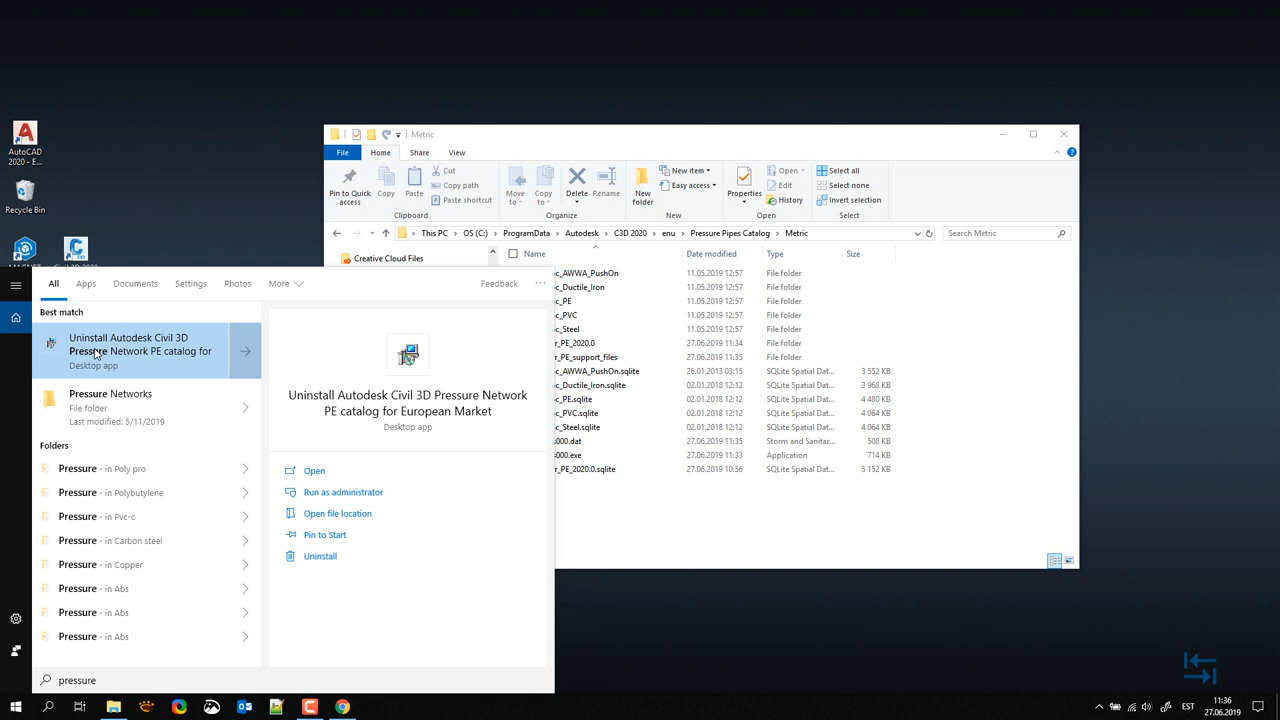 AutoCAD
2020 - E...
Recycle Bin
Metric
File
Home
Share
View
Pin to Quick
access
Copy
Paste
Cut
Copy path
Paste shortcut
Clipboard
Move
to
Copy
to
Delete
Rename
Organize
New
folder
New item
Easy access
New
Properties
Open
Edit
History
Open
Select all
Select none
Invert selection
Select
This PC
OS (C:)
ProgramData
Autodesk
C3D 2020
enu
Pressure Pipes Catalog
Metric
Search Metric
Creative Cloud Files
Name
Date modified
Type
Size
c_AWWA_PushOn 11.05.2019 12:57 File folder
c_Ductile_Iron 11.05.2019 12:57 File folder
c_PE 11.05.2019 12:57 File folder
c_PVC 11.05.2019 12:57 File folder
c_Steel 11.05.2019 12:57 File folder
r_PE_2020.0 27.06.2019 11:34 File folder
r_PE_support_files 27.06.2019 11:35 File folder
c_AWWA_PushOn.sqlite 26.01.2013 03:15 SQLite Spatial Dat... 3 552 KB
c_Ductile_Iron.sqlite 02.01.2018 12:12 SQLite Spatial Dat... 3 968 KB
c_PE.sqlite 02.01.2018 12:12 SQLite Spatial Dat... 4 480 KB
c_PVC.sqlite 02.01.2018 12:12 SQLite Spatial Dat... 4 064 KB
c_Steel.sqlite 02.01.2018 12:12 SQLite Spatial Dat... 4 064 KB
s000.dat 27.06.2019 11:35 Storm and Sanitar... 508 KB
s000.exe 27.06.2019 11:33 Application 714 KB
r_PE_2020.0.sqlite 27.06.2019 10:56 SQLite Spatial Dat... 5 152 KB
All
Apps
Documents
Settings
Photos
More
Feedback
Best match
Uninstall Autodesk Civil 3D
Pressure Network PE catalog for
Desktop app
Pressure Networks
File folder
Last modified: 5/11/2019
Folders
Pressure - in Poly pro
Pressure - in Polybutylene
Pressure - in Pvc-c
Pressure - in Carbon steel
Pressure - in Copper
Pressure - in Abs
Pressure - in Abs
Pressure - in Abs
Uninstall Autodesk Civil 3D Pressure Network
PE catalog for European Market
Desktop app
Open
Run as administrator
Open file location
Pin to Start
Uninstall
pressure
EST
11:36
27.06.2019